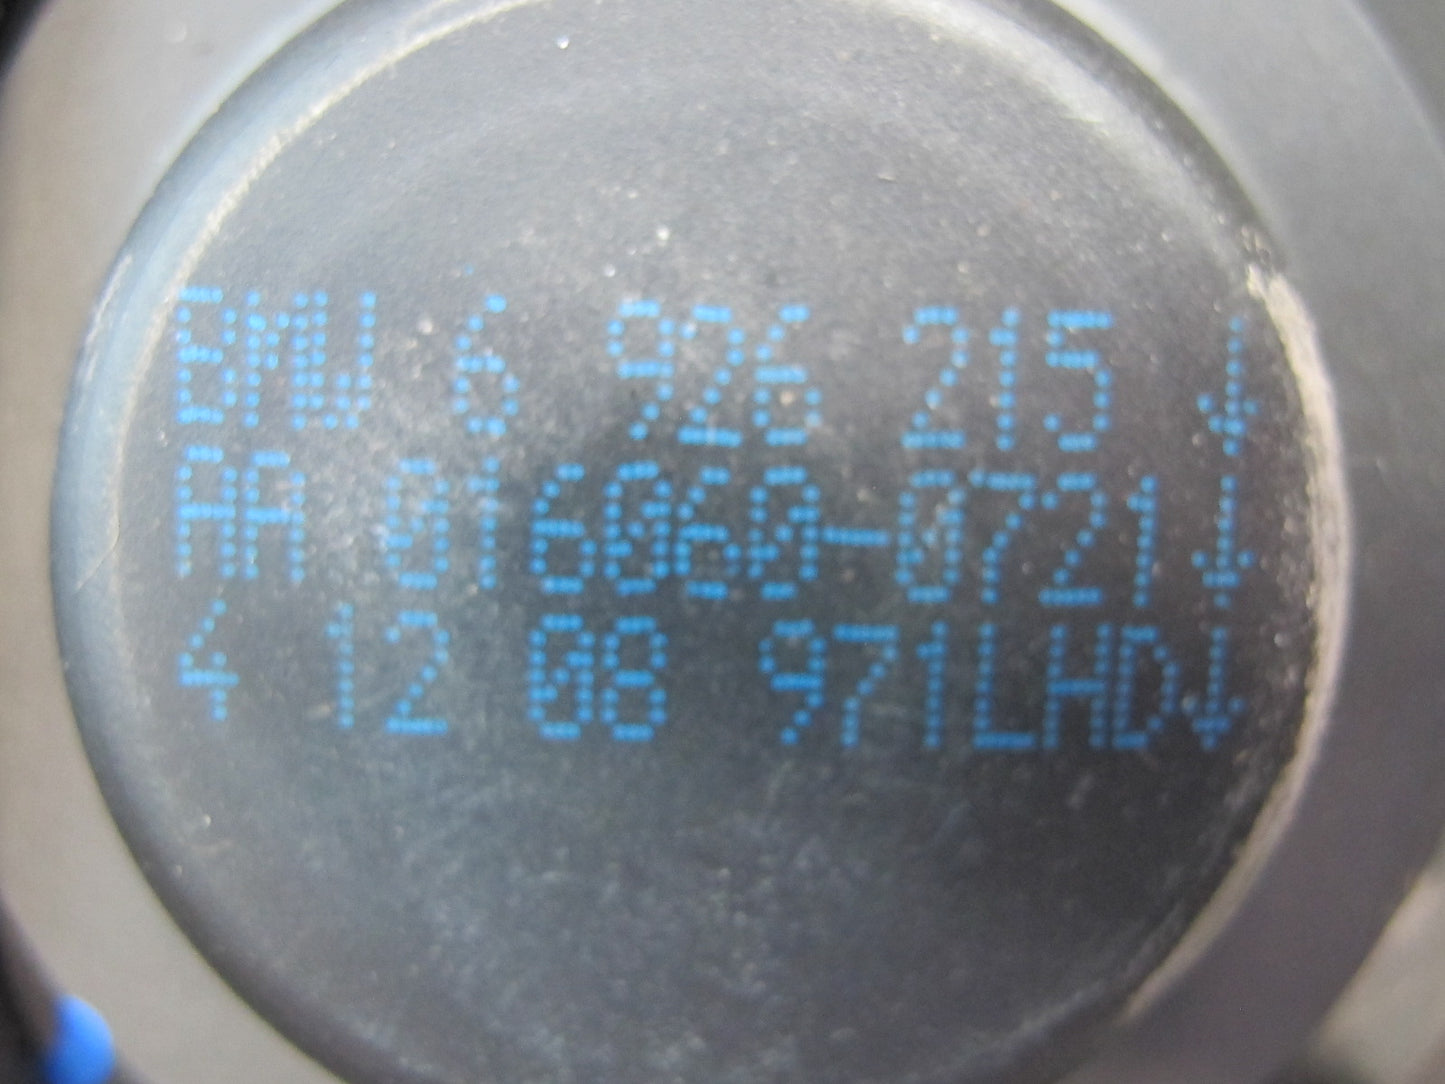 BMW 6 926 215 ↓
AA 016060-0721↓
4 12 08 971LHD↓